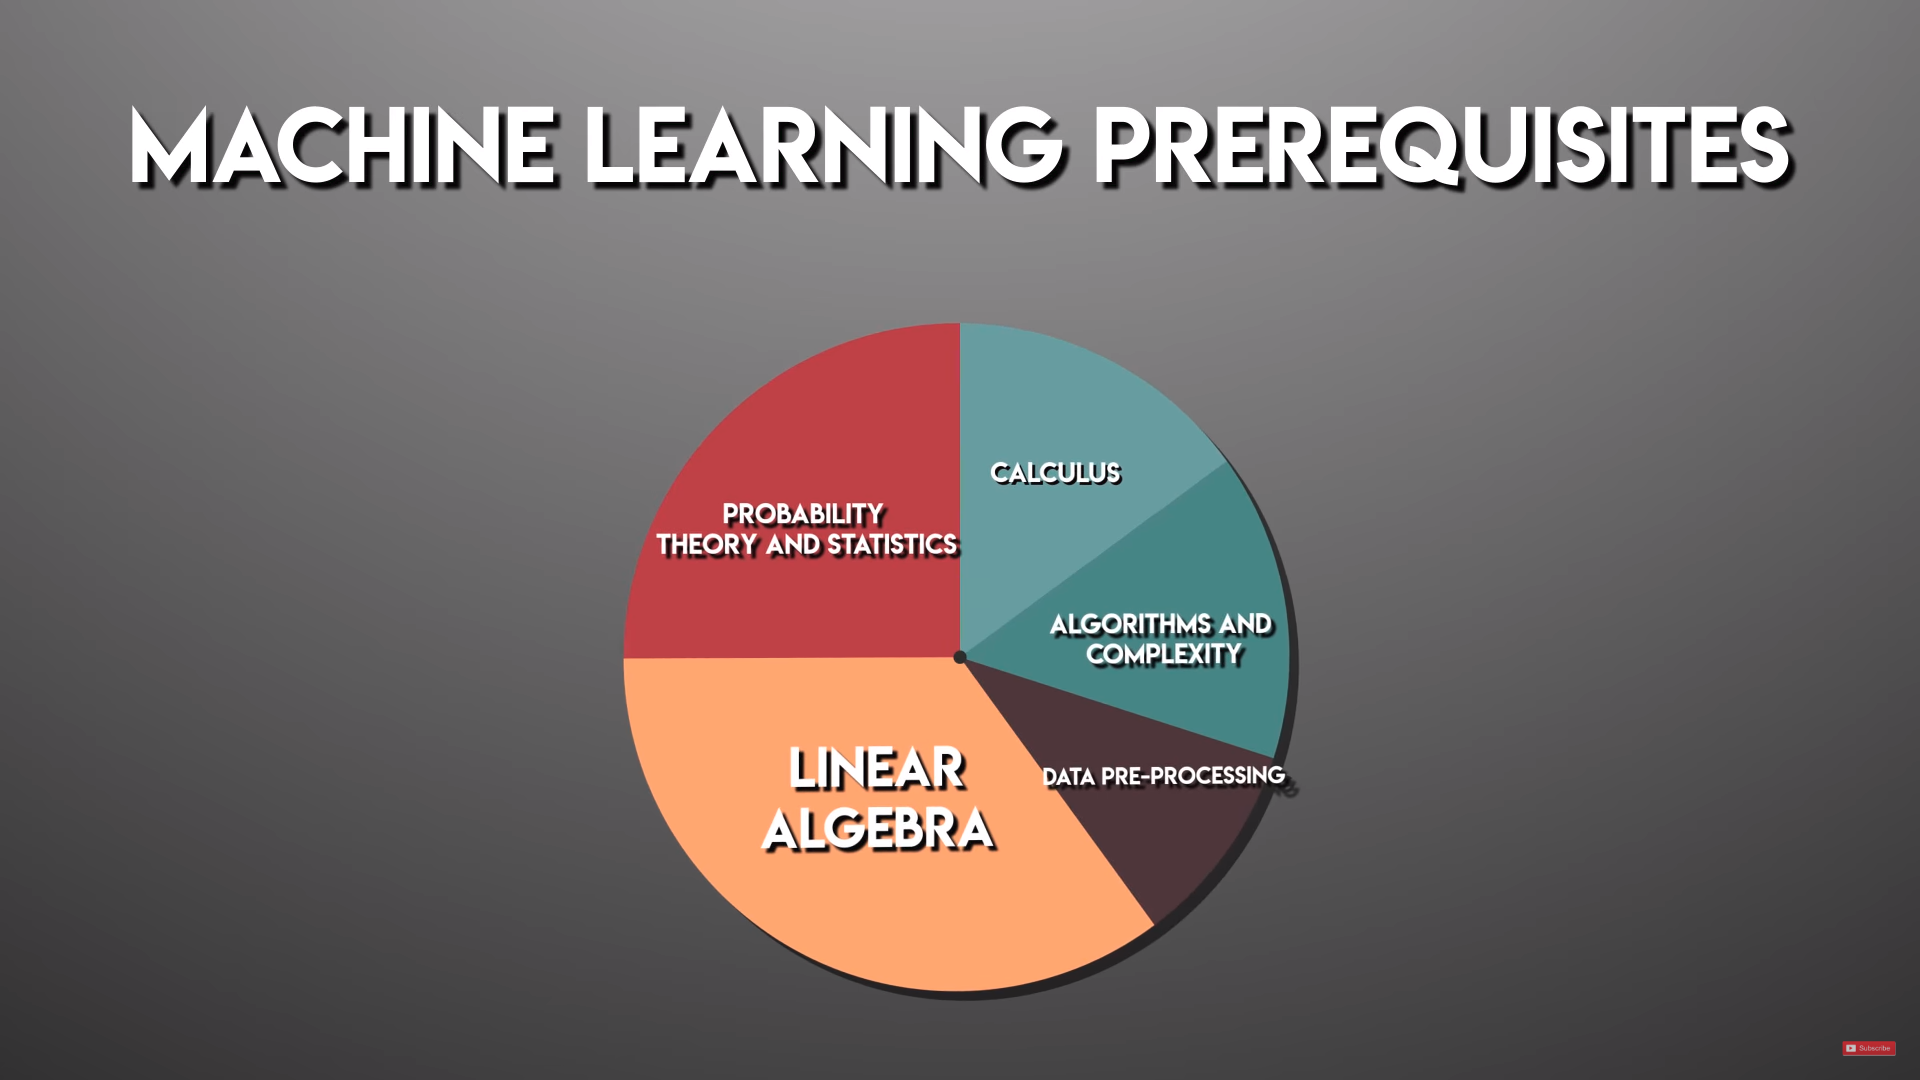 MACHINE LEARNING PREREQUISITES
CALCULUS
PROBABILITY
THEORY AND STATISTICS
ALGORITHMS AND
COMPLEXITY
LINEAR
ALGEBRA
DATA PRE-PROCESSING
Subscribe